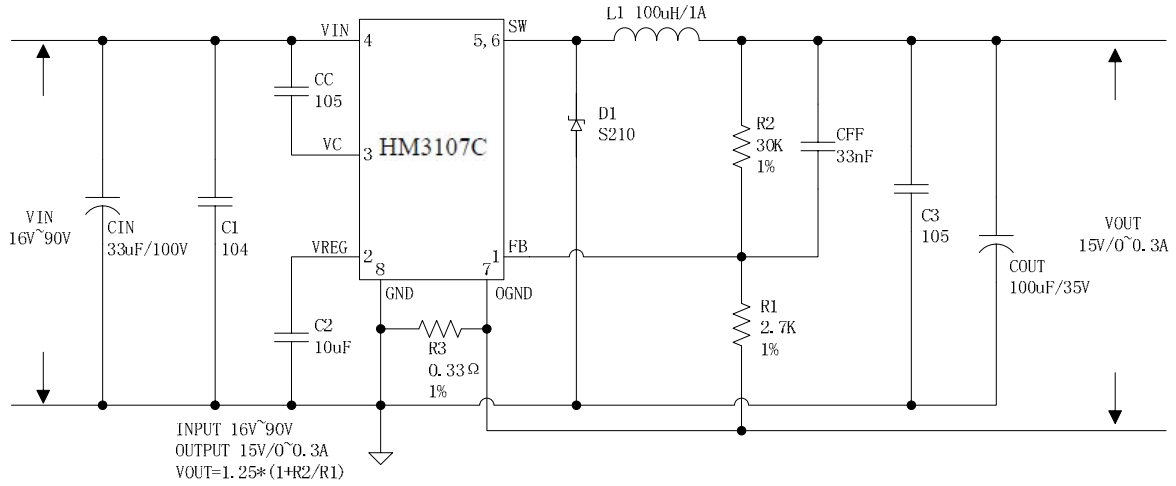 L1 100uH/1A
VIN
SW
4
5,6
CC
105
D1
S210
R2
30K
1%
CFF
33nF
HM3107C
VC
3
VIN
16V~90V
CIN
33uF/100V
C1
104
C3
105
VOUT
15V/0~0.3A
VREG
2
1
FB
8
7
GND
OGND
COUT
100uF/35V
C2
10uF
R3
0.33Ω
1%
R1
2.7K
1%
INPUT 16V~90V
OUTPUT 15V/0~0.3A
VOUT=1.25*(1+R2/R1)